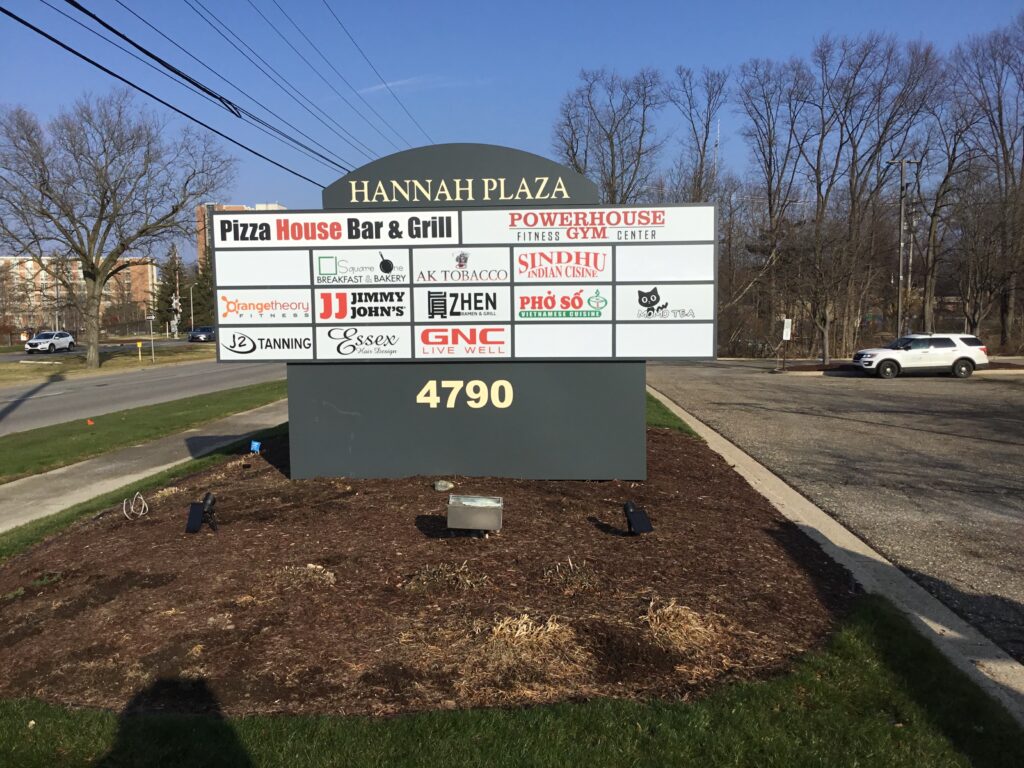 HANNAH PLAZA
Pizza House Bar & Grill
POWERHOUSE
FITNESS GYM CENTER
Square One
BREAKFAST & BAKERY
AK TOBACCO
SINDHU
INDIAN CISINE
Orangetheory
FITNESS
JJ JIMMY
JOHN'S
眞 ZHEN
RAMEN & GRILL
PHỞ SỐ 1
VIETNAMESE CUISINE
MOMO TEA
J2 TANNING
Essex
Hair Design
GNC
LIVE WELL
4790